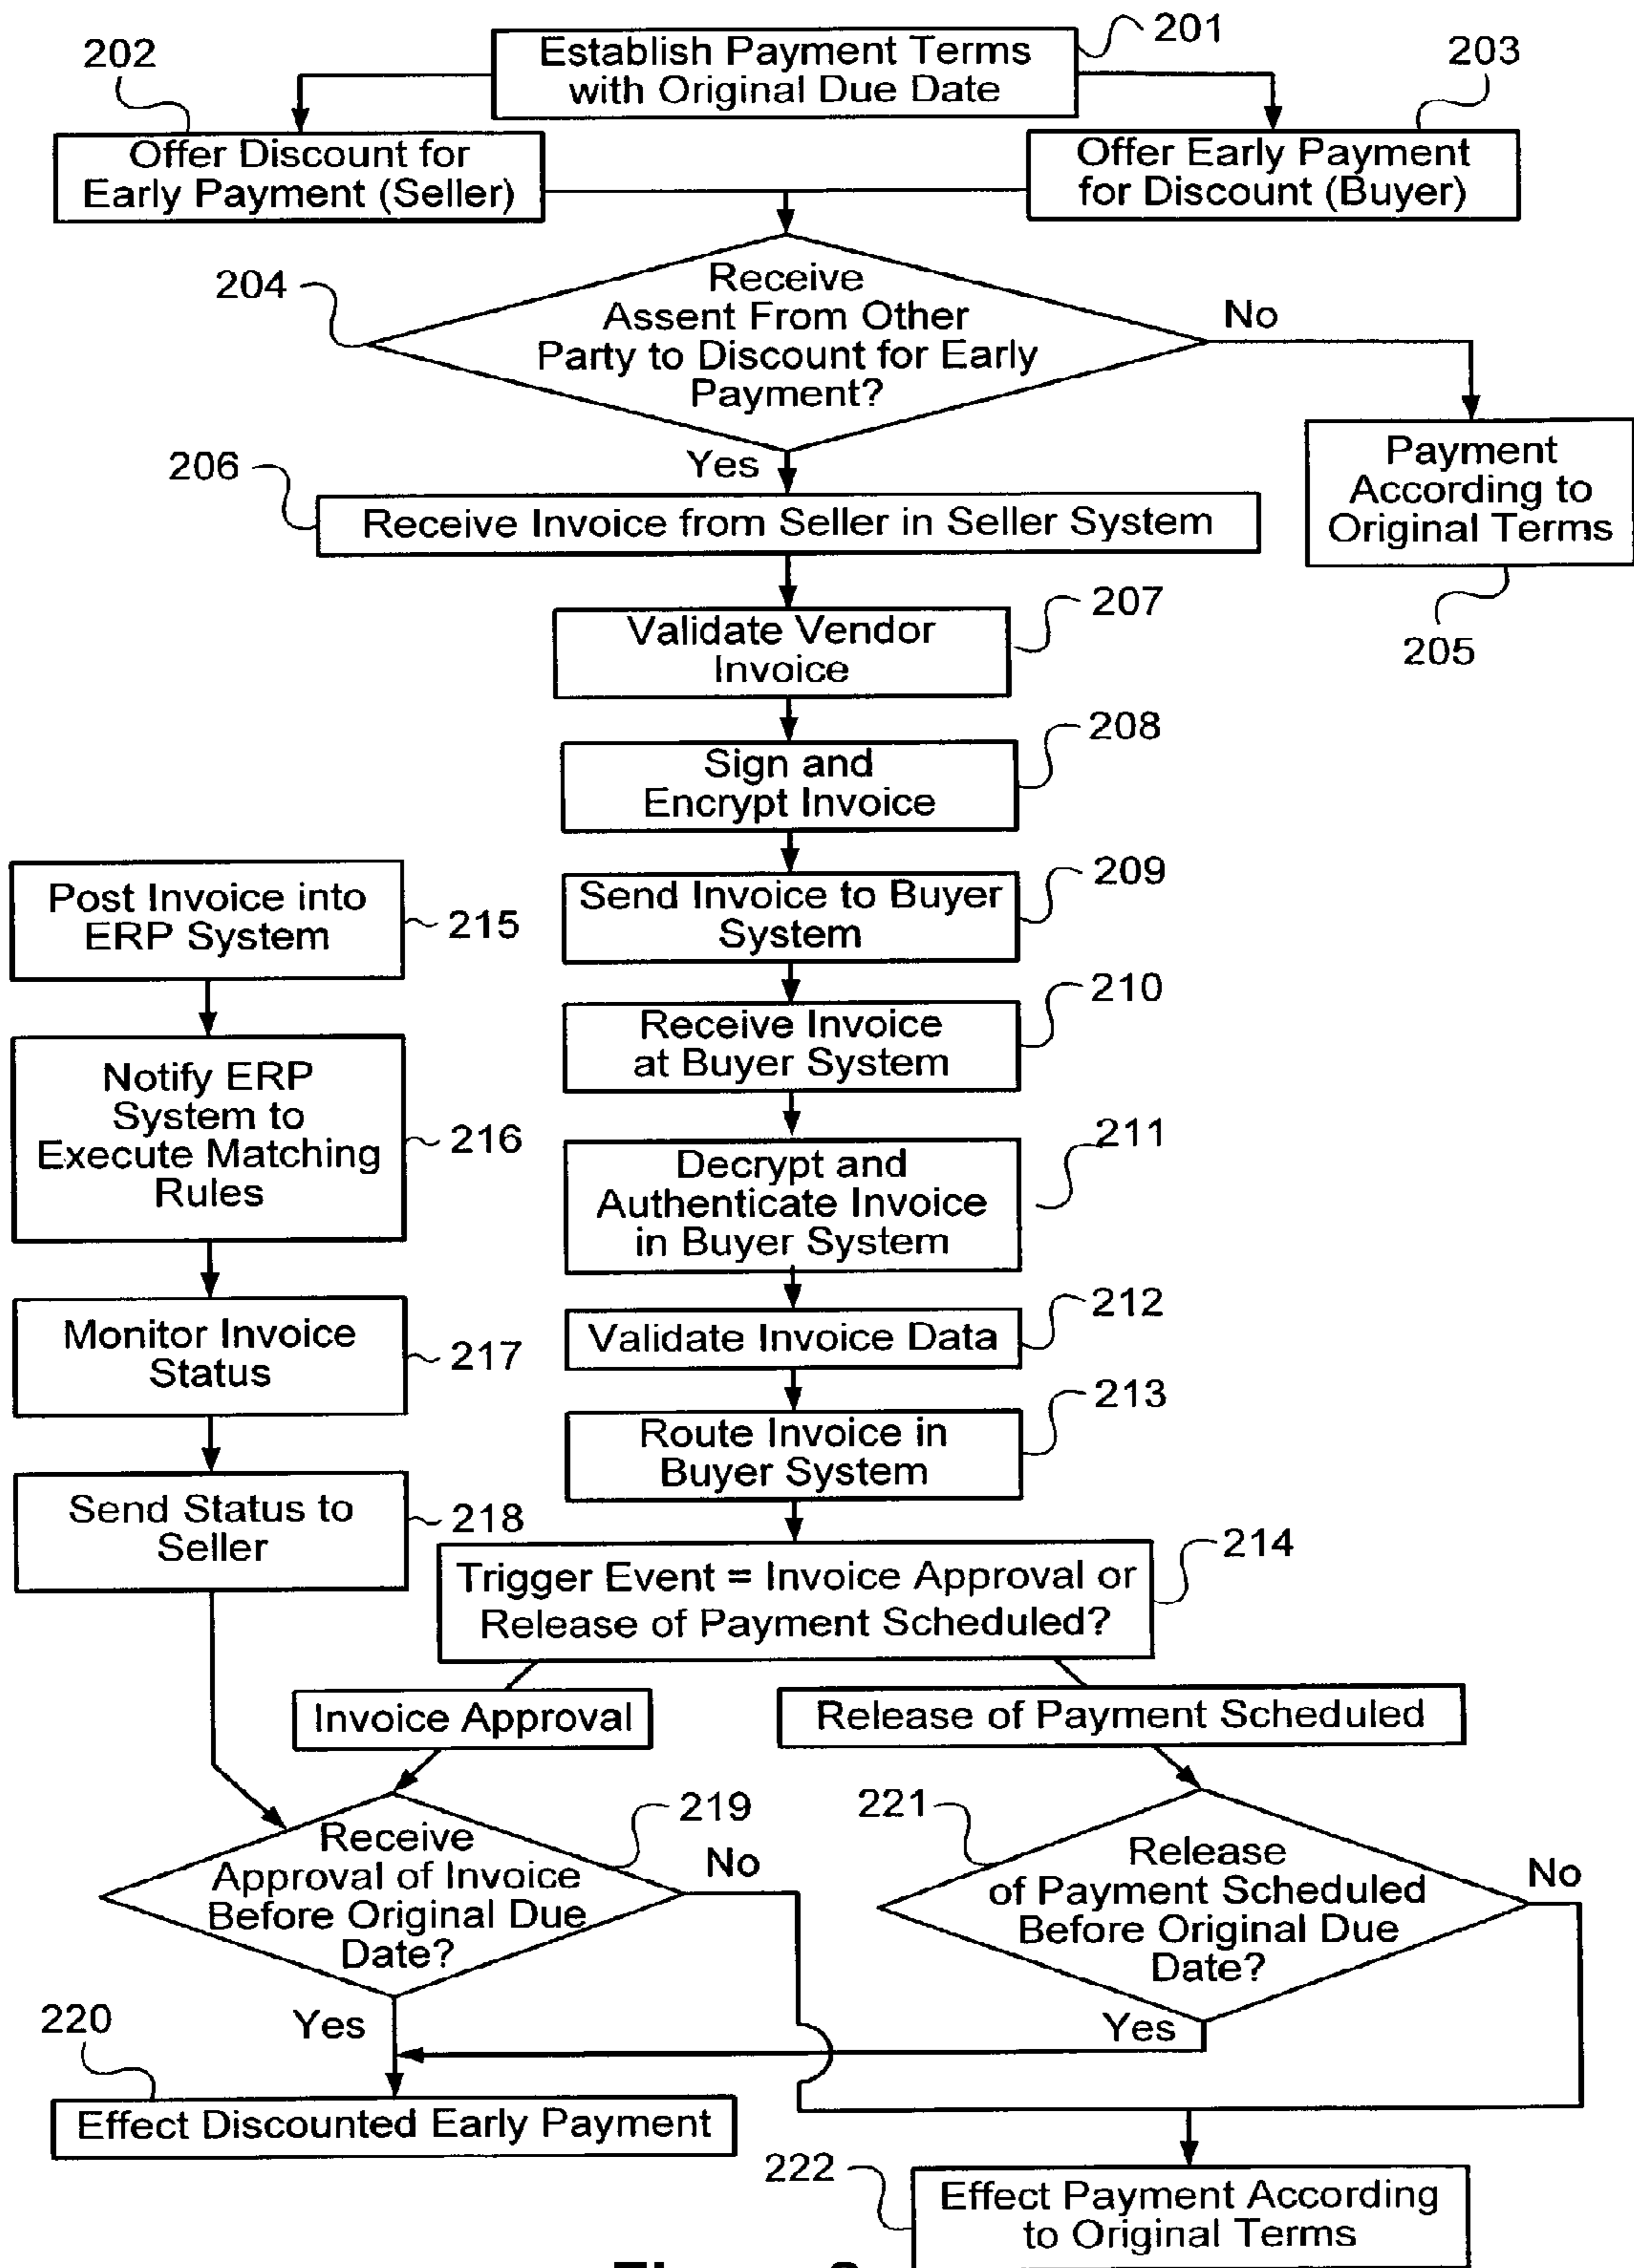 201
Establish Payment Terms
with Original Due Date
202
203
Offer Discount for
Early Payment (Seller)
Offer Early Payment
for Discount (Buyer)
204
Receive
Assent From Other
Party to Discount for Early
Payment?
No
Yes
Payment
According to
Original Terms
205
206
Receive Invoice from Seller in Seller System
207
Validate Vendor
Invoice
208
Sign and
Encrypt Invoice
209
Send Invoice to Buyer
System
210
Receive Invoice
at Buyer System
211
Decrypt and
Authenticate Invoice
in Buyer System
212
Validate Invoice Data
213
Route Invoice in
Buyer System
Post Invoice into
ERP System
215
Notify ERP
System to
Execute Matching
Rules
216
Monitor Invoice
Status
217
Send Status to
Seller
218
214
Trigger Event = Invoice Approval or
Release of Payment Scheduled?
Invoice Approval
Release of Payment Scheduled
219
Receive
Approval of Invoice
Before Original Due
Date?
No
Yes
221
Release
of Payment Scheduled
Before Original Due
Date?
No
Yes
220
Effect Discounted Early Payment
222
Effect Payment According
to Original Terms